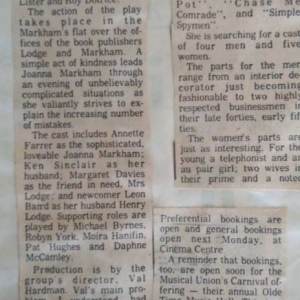 Lister and Roy Dotrice.
The action of the play
takes place in the
Markham's flat over the of-
fices of the book publishers
Lodge and Markham. A
simple act of kindness leads
Joanna Markham through
an evening of unbelievably
complicated situations as
she valiantly strives to ex-
plain the increasing number
of mistakes.
The cast includes Annette
Farrer as the sophisticated,
loveable Joanna Markham;
Ken Sinclair as her
husband; Margaret Davies
as the friend in need, Mrs
Lodge; and newcomer Leon
Baird as her husband Henry
Lodge. Supporting roles are
played by Michael Byrnes,
Robyn York, Moira Hanifin,
Pat Hughes and Daphne
McCamley.
Production is by the
group's director, Val
Hardman. Val's main pro-
Pot", "Chase Me
Comrade", and "Simple
Spymen"
She is searching for a cast
of four men and five
women.
The parts for the men
range from an interior de-
corator just becoming
fashionable to two highly
respected businessmen in
their late forties, early fif-
ties.
The women's parts are
just as interesting. For the
young a telephonist and an
au pair girl; two wives in
their prime and a note
Preferential bookings are
open and general bookings
open next Monday, at
Cinema Centre.
A reminder that bookings,
too, are open soon for the
Musical Union's Carnival of-
fering — their annual Olde